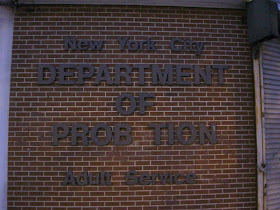 New York City
DEPARTMENT
OF
PROB TION
Adult Service